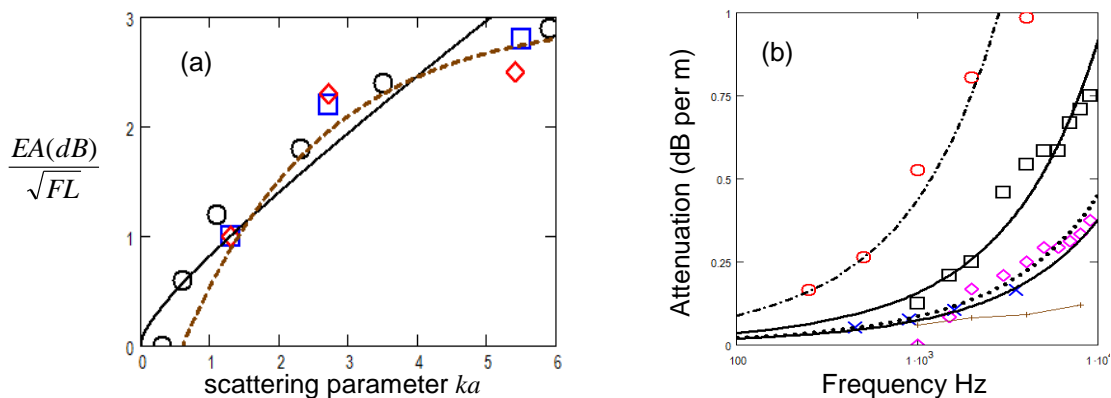 (a)
3
2
1
0
EA(dB)
√FL
0 1 2 3 4 5 6
scattering parameter ka
(b)
1
0.75
0.5
0.25
0
Attenuation (dB per m)
100 1·10³ 1·10⁴
Frequency Hz